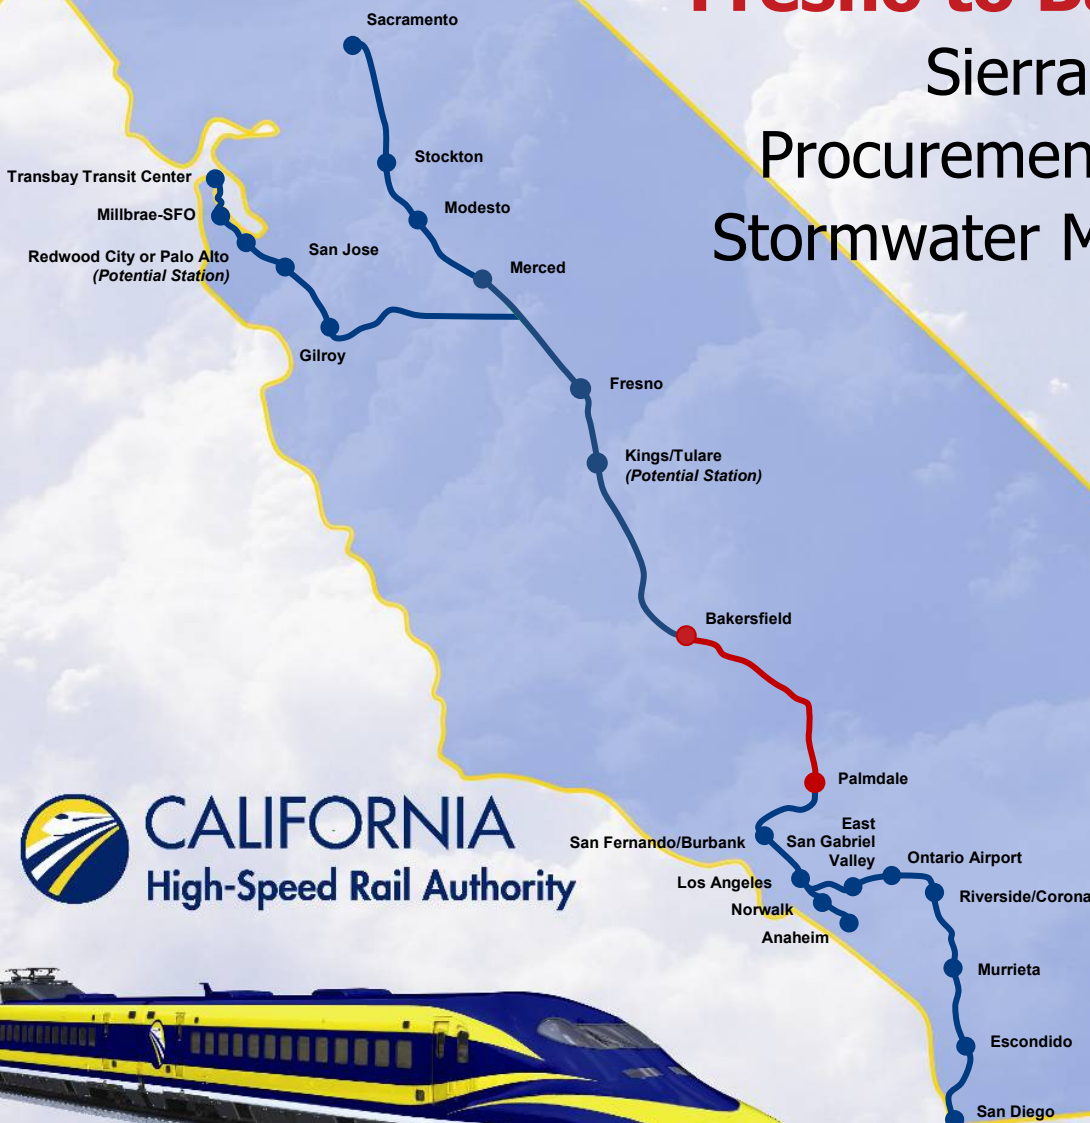 Sacramento
Sierra
Stockton
Procuremen
Transbay Transit Center
Modesto
Millbrae-SFO
Stormwater M
Redwood City or Palo Alto
(Potential Station)
San Jose
Merced
Gilroy
Fresno
Kings/Tulare
(Potential Station)
Bakersfield
Palmdale
CALIFORNIA
High-Speed Rail Authority
San Fernando/Burbank
East
San Gabriel
Valley
Ontario Airport
Los Angeles
Riverside/Corona
Norwalk
Anaheim
Murrieta
Escondido
San Diego